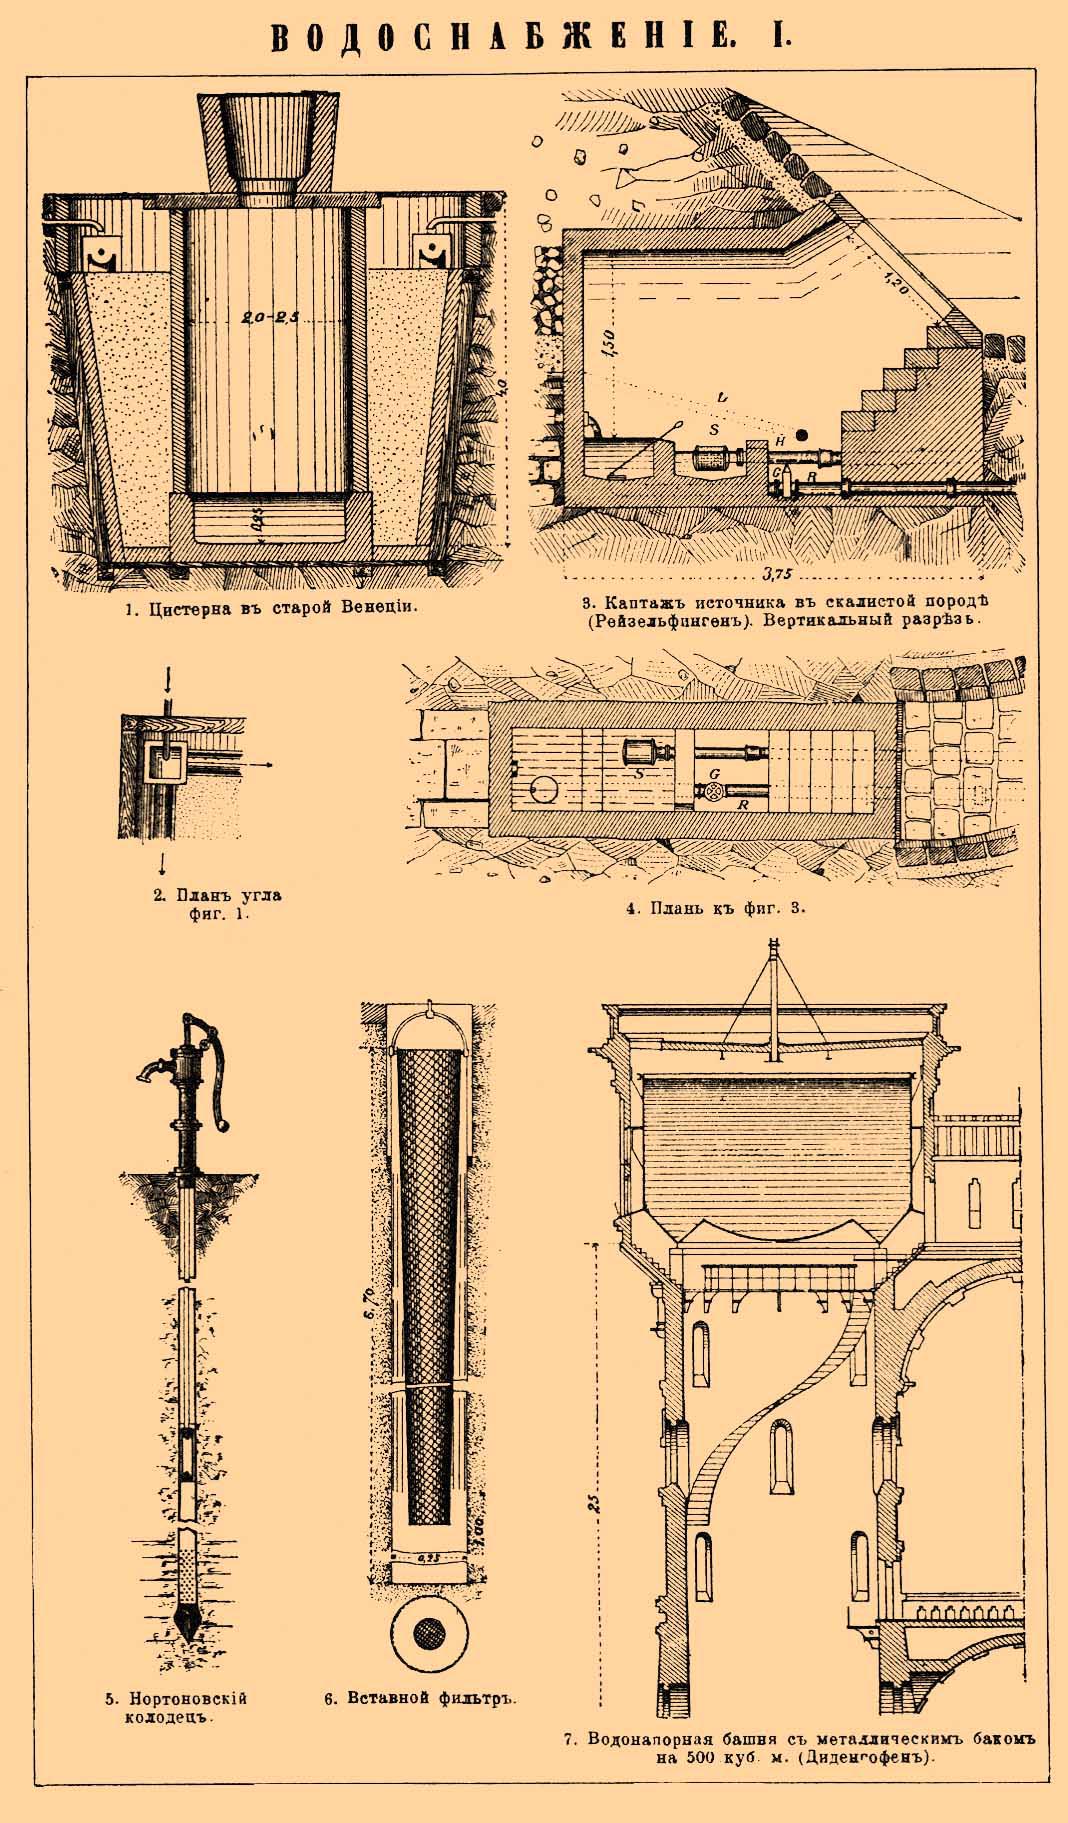 ВОДОСНАБЖЕНІЕ. I.
2,0-2,5
4,0
0,25
1. Цистерна въ старой Венеціи.
1,20
1,50
L
S
H
G
R
3,75
3. Каптажъ источника въ скалистой породѣ
(Рейзельфингенъ). Вертикальный разрѣзъ.
2. Планъ угла
фиг. 1.
S
G
R
4. Планъ къ фиг. 3.
5. Нортоновскій
колодецъ.
6,70
1,00
0,25
6. Вставной фильтръ.
25
7. Водонапорная башня съ металлическимъ бакомъ
на 500 куб. м. (Диденгофенъ).